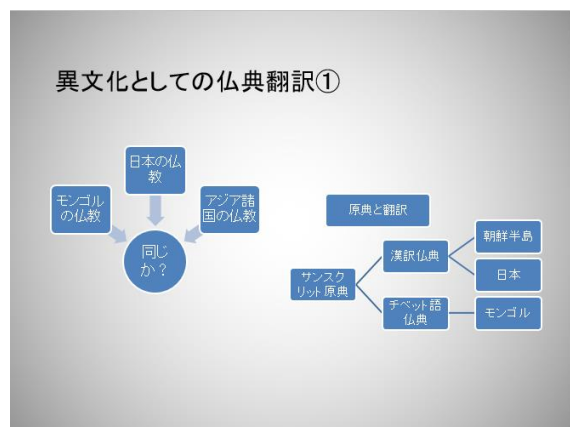 異文化としての仏典翻訳①
日本の仏
教
モンゴル
の仏教
アジア諸
国の仏教
同じ
か？
原典と翻訳
サンスク
リット原典
漢訳仏典
チベット語
仏典
朝鮮半島
日本
モンゴル